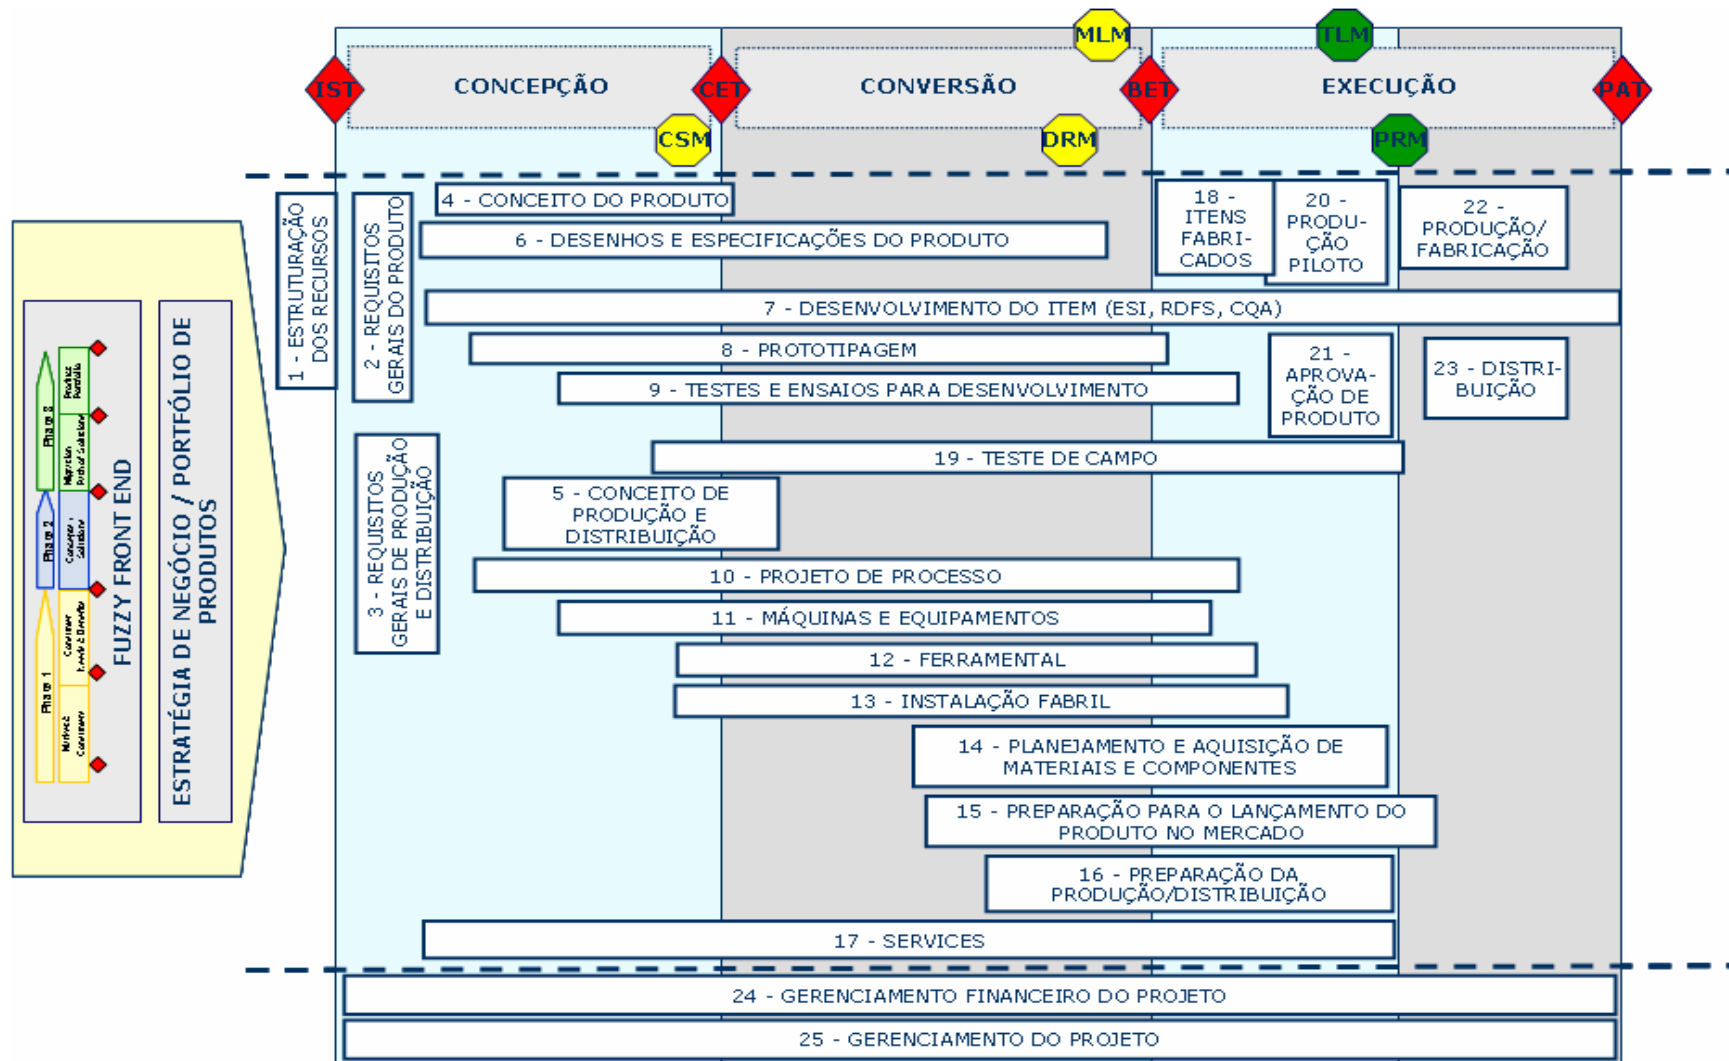 MLM
TLM
IST
CONCEPÇÃO
CET
CONVERSÃO
BET
EXECUÇÃO
PAT
CSM
DRM
PRM
1 - ESTRUTURAÇÃO
DOS RECURSOS
2 - REQUISITOS
GERAIS DO PRODUTO
4 - CONCEITO DO PRODUTO
6 - DESENHOS E ESPECIFICAÇÕES DO PRODUTO
18 -
ITENS
FABRI-
CADOS
20 -
PRODU-
ÇÃO
PILOTO
22 -
PRODUÇÃO/
FABRICAÇÃO
7 - DESENVOLVIMENTO DO ITEM (ESI, RDFS, CQA)
8 - PROTOTIPAGEM
9 - TESTES E ENSAIOS PARA DESENVOLVIMENTO
21 -
APROVA-
ÇÃO DE
PRODUTO
23 - DISTRI-
BUIÇÃO
3 - REQUISITOS
GERAIS DE PRODUÇÃO
E DISTRIBUIÇÃO
19 - TESTE DE CAMPO
5 - CONCEITO DE
PRODUÇÃO E
DISTRIBUIÇÃO
10 - PROJETO DE PROCESSO
11 - MÁQUINAS E EQUIPAMENTOS
12 - FERRAMENTAL
13 - INSTALAÇÃO FABRIL
14 - PLANEJAMENTO E AQUISIÇÃO DE
MATERIAIS E COMPONENTES
15 - PREPARAÇÃO PARA O LANÇAMENTO DO
PRODUTO NO MERCADO
16 - PREPARAÇÃO DA
PRODUÇÃO/DISTRIBUIÇÃO
17 - SERVICES
24 - GERENCIAMENTO FINANCEIRO DO PROJETO
25 - GERENCIAMENTO DO PROJETO
Phase 1
Phase 2
Phase 3
FUZZY FRONT END
ESTRATÉGIA DE NEGÓCIO / PORTFÓLIO DE
PRODUTOS